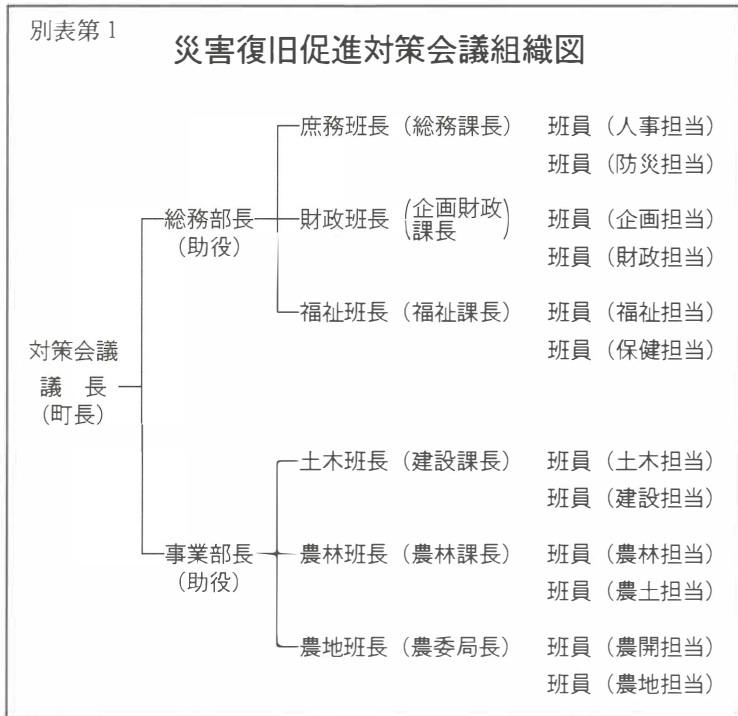 別表第1
災害復旧促進対策会議組織図
対策会議
議 長
(町長)
総務部長
(助役)
庶務班長 (総務課長) 班員 (人事担当)
班員 (防災担当)
財政班長 (企画財政課長) 班員 (企画担当)
班員 (財政担当)
福祉班長 (福祉課長) 班員 (福祉担当)
班員 (保健担当)
事業部長
(助役)
土木班長 (建設課長) 班員 (土木担当)
班員 (建設担当)
農林班長 (農林課長) 班員 (農林担当)
班員 (農土担当)
農地班長 (農委局長) 班員 (農開担当)
班員 (農地担当)